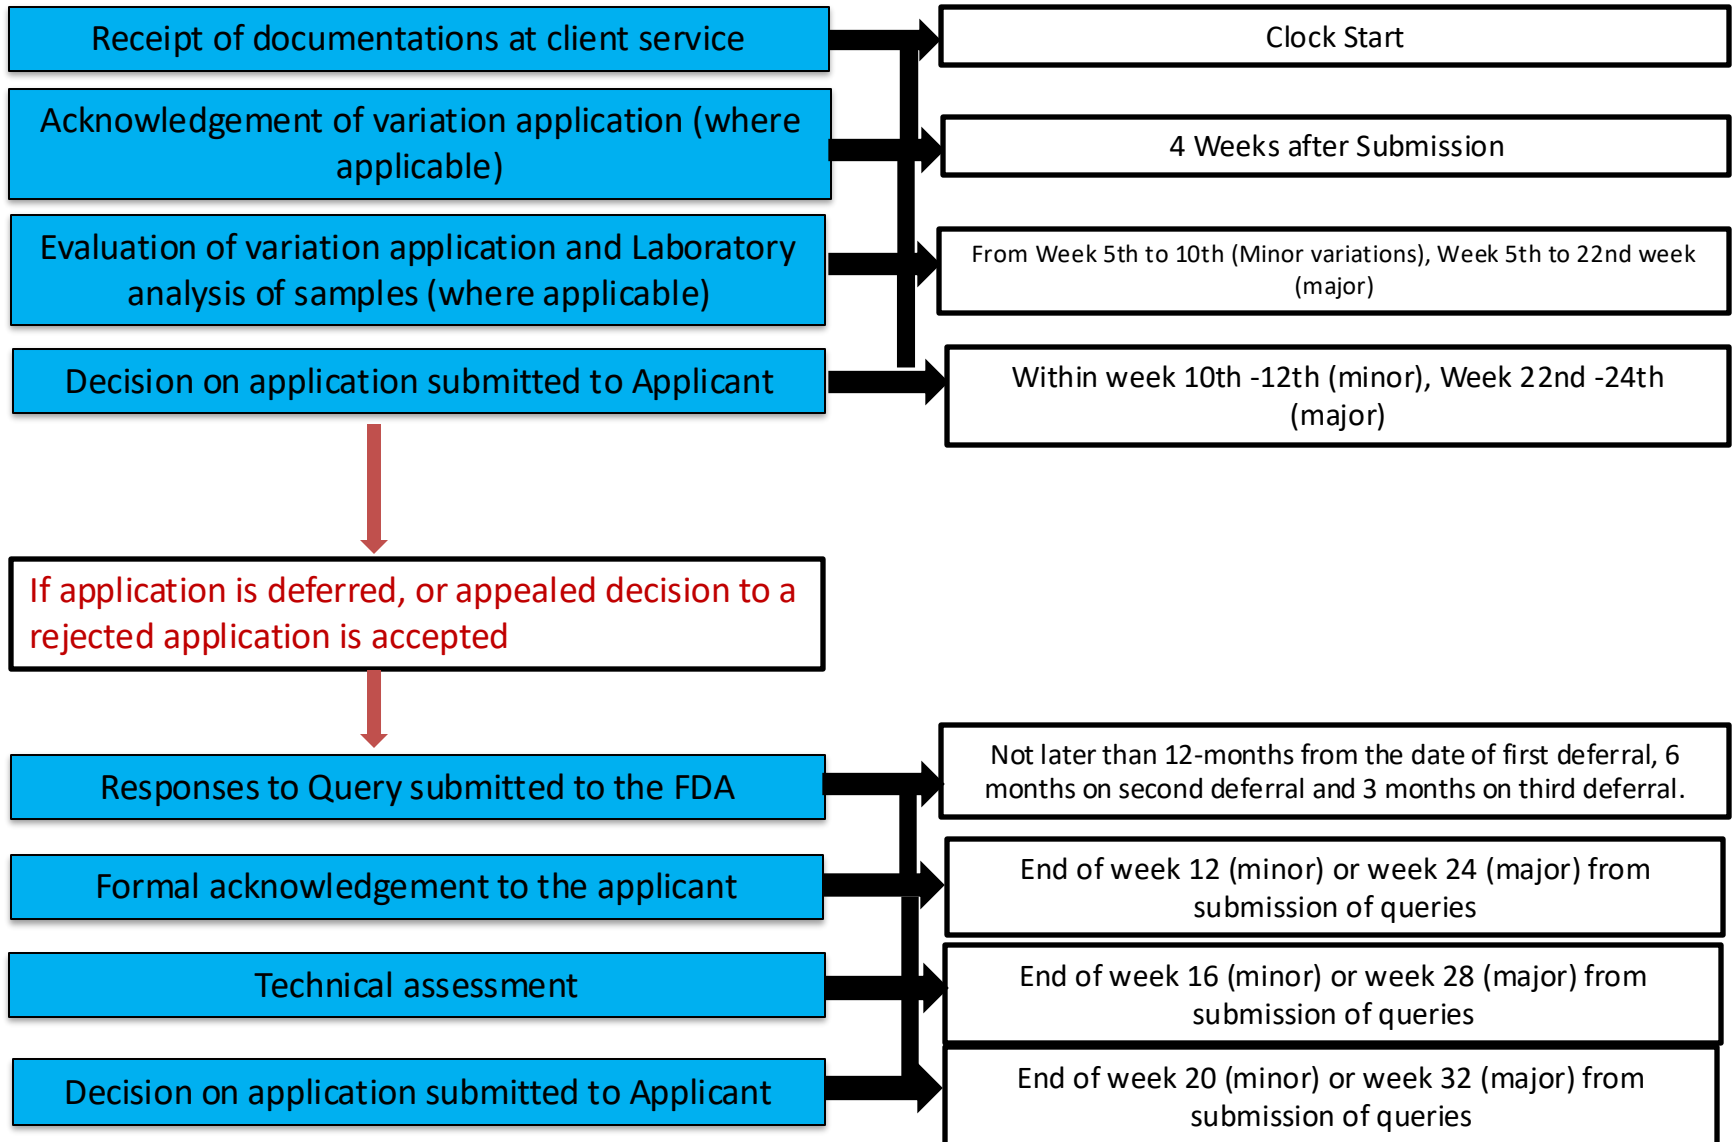 Receipt of documentations at client service
Clock Start
Acknowledgement of variation application (where
applicable)
4 Weeks after Submission
Evaluation of variation application and Laboratory
analysis of samples (where applicable)
From Week 5th to 10th (Minor variations), Week 5th to 22nd week
(major)
Decision on application submitted to Applicant
Within week 10th -12th (minor), Week 22nd -24th
(major)
If application is deferred, or appealed decision to a
rejected application is accepted
Responses to Query submitted to the FDA
Not later than 12-months from the date of first deferral, 6
months on second deferral and 3 months on third deferral.
Formal acknowledgement to the applicant
End of week 12 (minor) or week 24 (major) from
submission of queries
Technical assessment
End of week 16 (minor) or week 28 (major) from
submission of queries
Decision on application submitted to Applicant
End of week 20 (minor) or week 32 (major) from
submission of queries